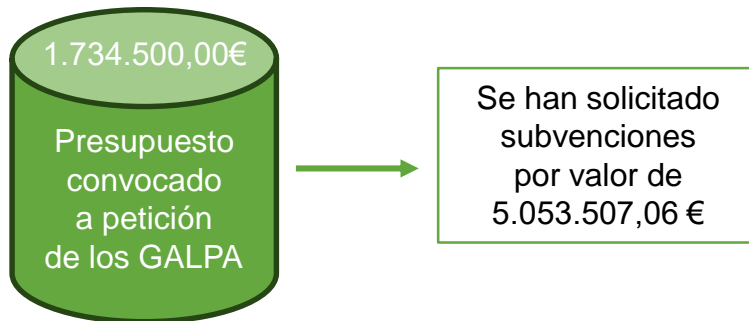 1.734.500,00€
Presupuesto
convocado
a petición
de los GALPA
Se han solicitado
subvenciones
por valor de
5.053.507,06 €